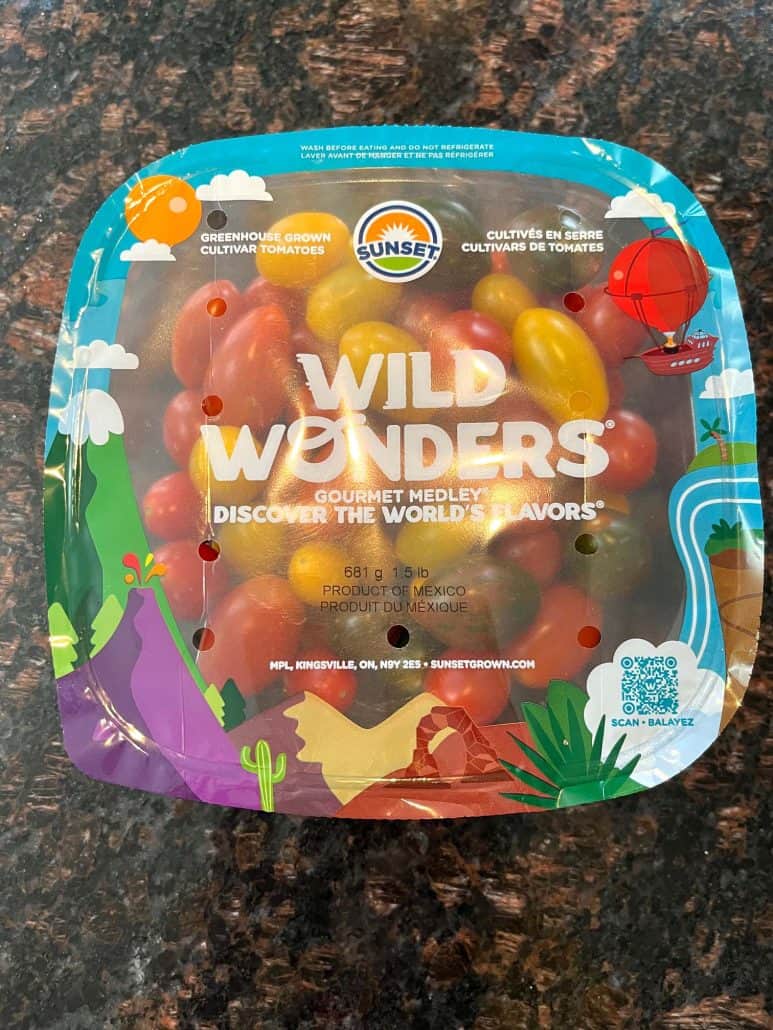 WASH BEFORE EATING AND DO NOT REFRIGERATE
LAVER AVANT DE MANGER ET NE PAS RÉFRIGÉRER
GREENHOUSE GROWN
CULTIVAR TOMATOES
SUNSET
CULTIVÉS EN SERRE
CULTIVARS DE TOMATES
WILD
WONDERS®
GOURMET MEDLEY®
DISCOVER THE WORLD'S FLAVORS®
681 g 1.5 lb
PRODUCT OF MEXICO
PRODUIT DU MÉXIQUE
MPL, KINGSVILLE, ON, N9Y 2E5 • SUNSETGROWN.COM
SCAN • BALAYEZ